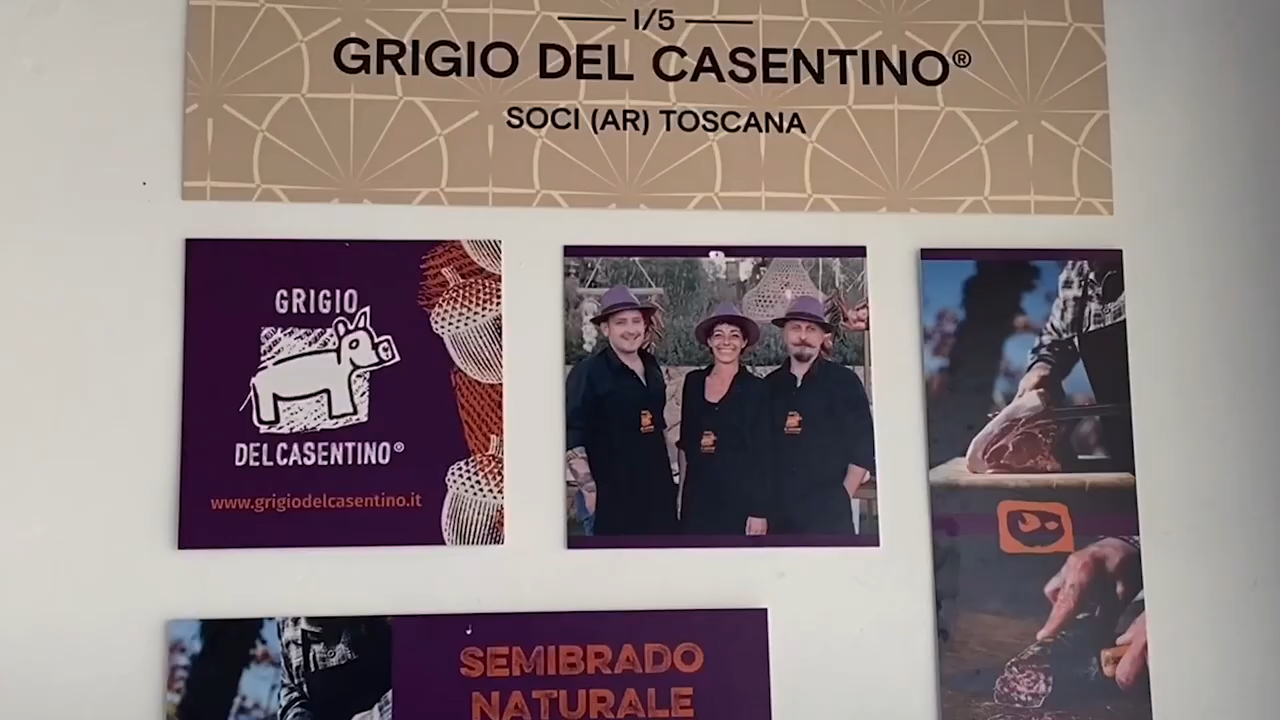 1/5
GRIGIO DEL CASENTINO®
SOCI (AR) TOSCANA
GRIGIO
DEL CASENTINO®
www.grigiodelcasentino.it
SEMIBRADO
NATURALE